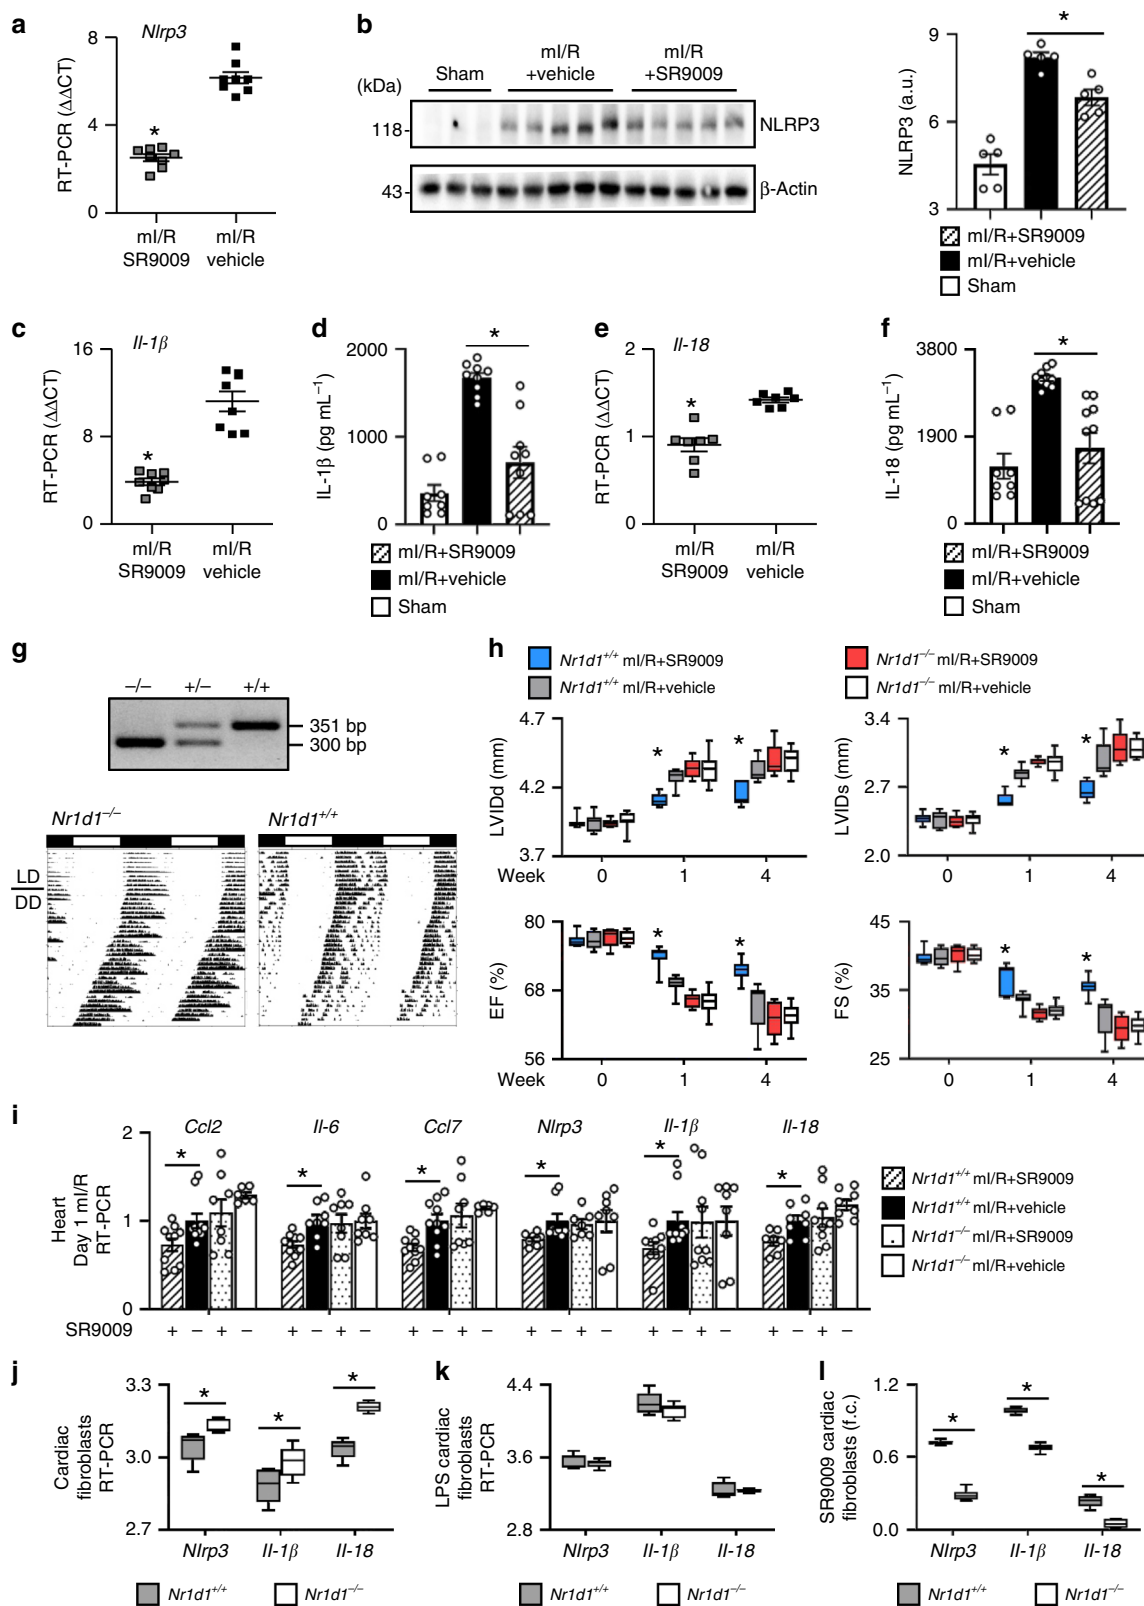 a
Nlrp3
RT-PCR (ΔΔCT)
8
4
0
*
mI/R SR9009
mI/R vehicle
b
(kDa)
Sham
mI/R +vehicle
mI/R +SR9009
118
NLRP3
43
β-Actin
NLRP3 (a.u.)
9
6
3
*
mI/R+SR9009
mI/R+vehicle
Sham
c
Il-1β
RT-PCR (ΔΔCT)
16
8
0
*
mI/R SR9009
mI/R vehicle
d
IL-1β (pg mL−1)
2000
1000
0
*
mI/R+SR9009
mI/R+vehicle
Sham
e
Il-18
RT-PCR (ΔΔCT)
2
1
0
*
mI/R SR9009
mI/R vehicle
f
IL-18 (pg mL−1)
3800
1900
0
*
mI/R+SR9009
mI/R+vehicle
Sham
g
−/− +/− +/+
351 bp
300 bp
Nr1d1−/−
Nr1d1+/+
LD
DD
h
Nr1d1+/+ mI/R+SR9009
Nr1d1+/+ mI/R+vehicle
Nr1d1−/− mI/R+SR9009
Nr1d1−/− mI/R+vehicle
LVIDd (mm)
4.7
4.2
3.7
* *
Week 0 1 4
LVIDs (mm)
3.4
2.7
2.0
* *
0 1 4
EF (%)
80
68
56
* *
Week 0 1 4
FS (%)
45
35
25
* *
0 1 4
i
Ccl2 Il-6 Ccl7 Nlrp3 Il-1β Il-18
Heart
Day 1 mI/R
RT-PCR
2
1
0
* * * * * *
SR9009 + − + − + − + − + − + − + − + − + − + − + − + −
Nr1d1+/+ mI/R+SR9009
Nr1d1+/+ mI/R+vehicle
Nr1d1−/− mI/R+SR9009
Nr1d1−/− mI/R+vehicle
j
Cardiac
fibroblasts
RT-PCR
3.3
3.0
2.7
* * *
Nlrp3 Il-1β Il-18
Nr1d1+/+ Nr1d1−/−
k
LPS cardiac
fibroblasts
RT-PCR
4.4
3.6
2.8
Nlrp3 Il-1β Il-18
Nr1d1+/+ Nr1d1−/−
l
SR9009 cardiac
fibroblasts (f.c.)
1.2
0.6
0.0
* * *
Nlrp3 Il-1β Il-18
Nr1d1+/+ Nr1d1−/−